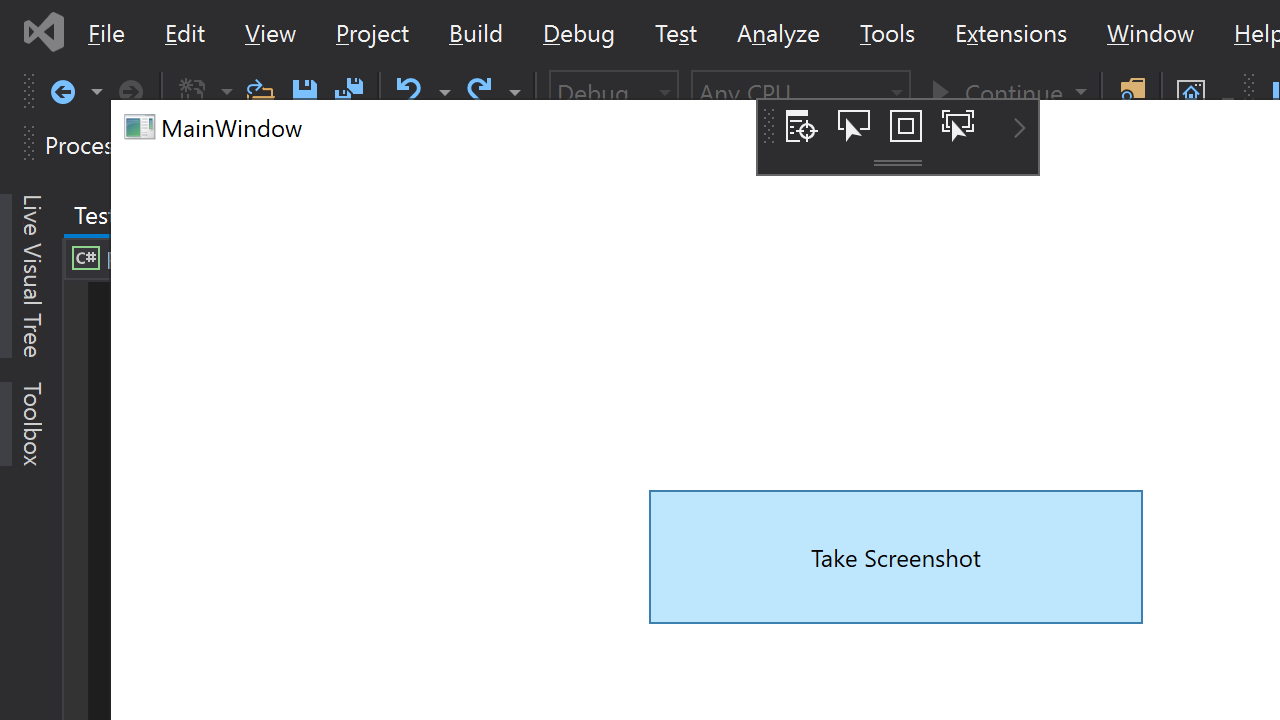 File Edit View Project Build Debug Test Analyze Tools Extensions Window Help
Debug Any CPU Continue
MainWindow
Proces
Test
C#
Live Visual Tree
Toolbox
Take Screenshot